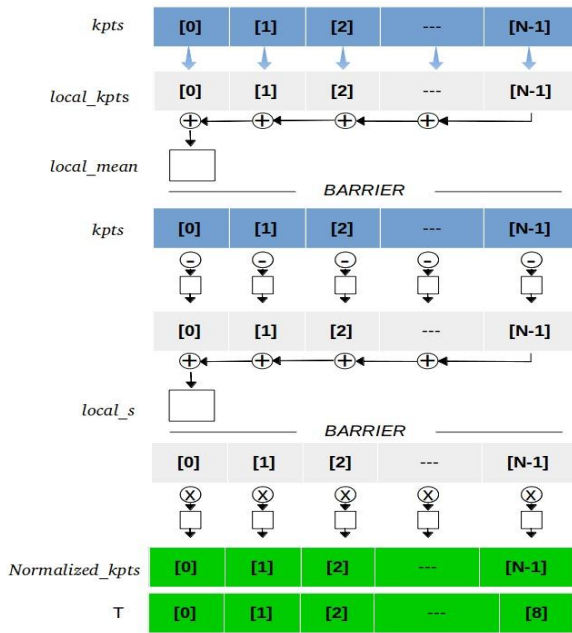 kpts [0] [1] [2] --- [N-1]
local_kpts [0] [1] [2] --- [N-1]
+ + + +
local_mean
BARRIER
kpts [0] [1] [2] --- [N-1]
- - - - -
[0] [1] [2] --- [N-1]
+ + + +
local_s
BARRIER
[0] [1] [2] --- [N-1]
x x x x x
Normalized_kpts [0] [1] [2] --- [N-1]
T [0] [1] [2] --- [8]